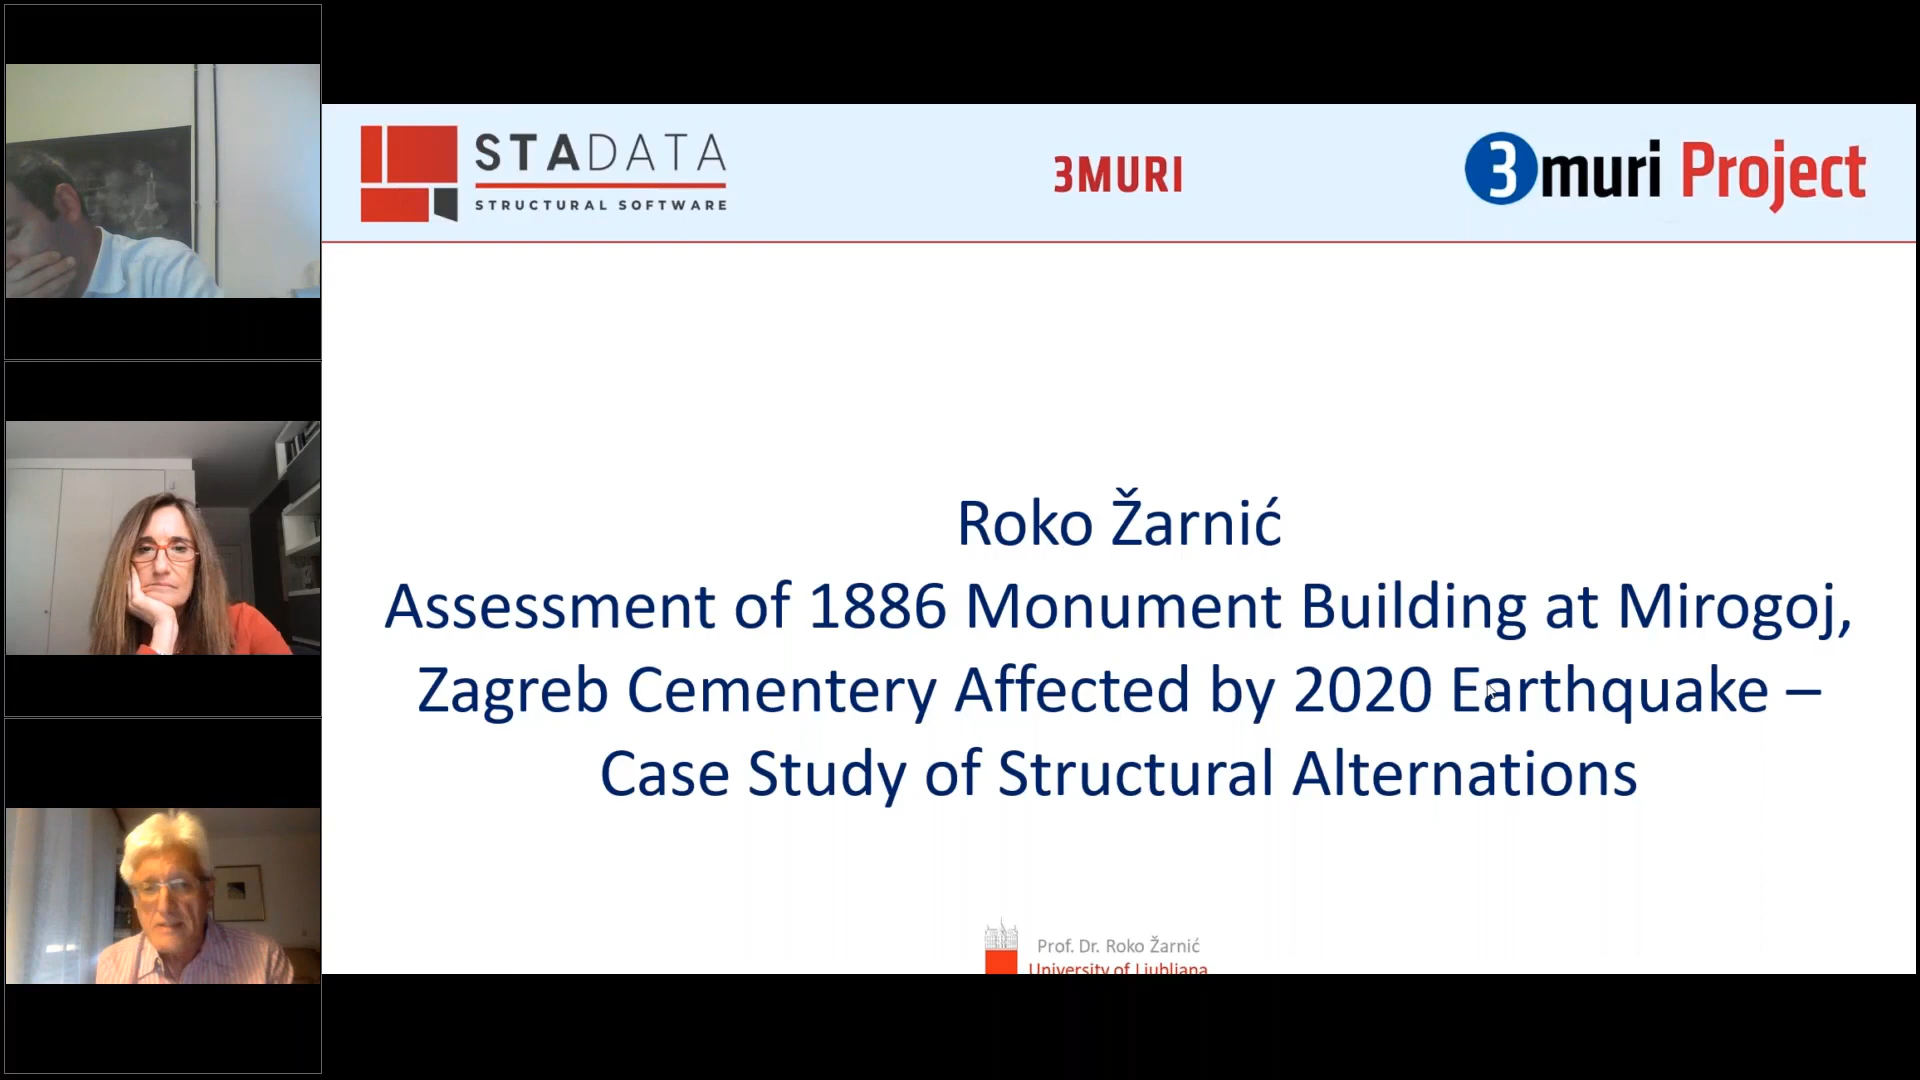 STADATA
STRUCTURAL SOFTWARE
3MURI
3muri Project
Roko Žarnić
Assessment of 1886 Monument Building at Mirogoj,
Zagreb Cementery Affected by 2020 Earthquake –
Case Study of Structural Alternations
Prof. Dr. Roko Žarnić
University of Ljubljana